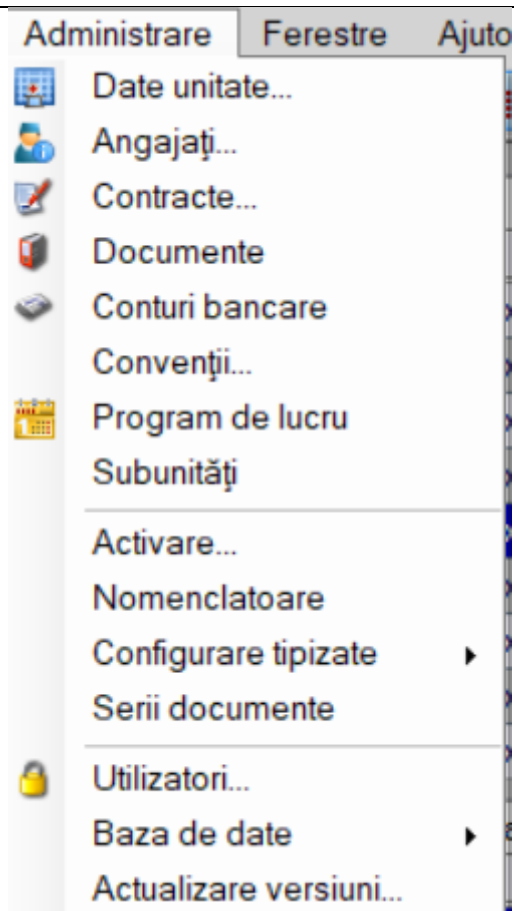 Administrare Ferestre Ajuto
Date unitate...
Angajaţi...
Contracte...
Documente
Conturi bancare
Convenţii...
Program de lucru
Subunităţi
Activare...
Nomenclatoare
Configurare tipizate
Serii documente
Utilizatori...
Baza de date
Actualizare versiuni...